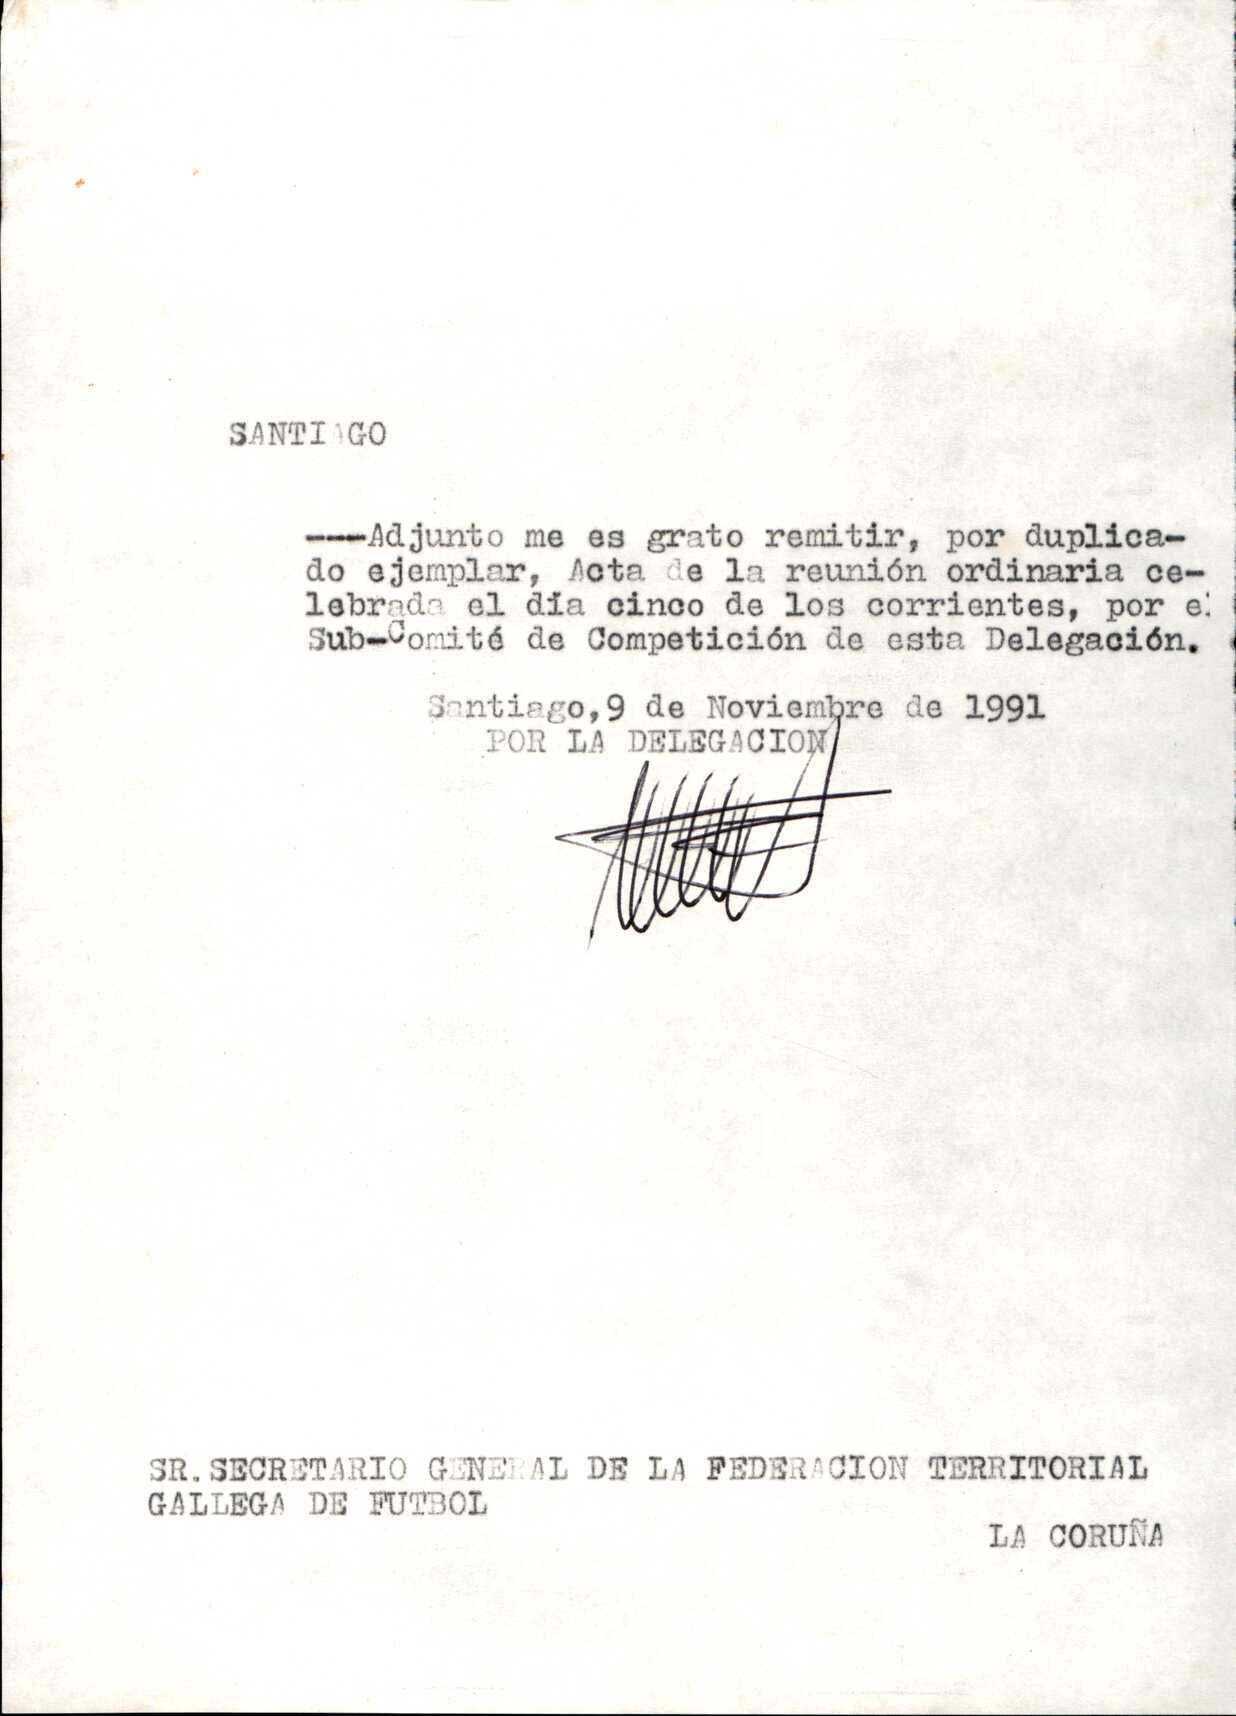 SANTIAGO
---Adjunto me es grato remitir, por duplica-
do ejemplar, Acta de la reunión ordinaria ce-
lebrada el día cinco de los corrientes, por el
Sub-Comité de Competición de esta Delegación.
Santiago,9 de Noviembre de 1991
POR LA DELEGACION
SR.SECRETARIO GENERAL DE LA FEDERACION TERRITORIAL
GALLEGA DE FUTBOL
LA CORUÑA